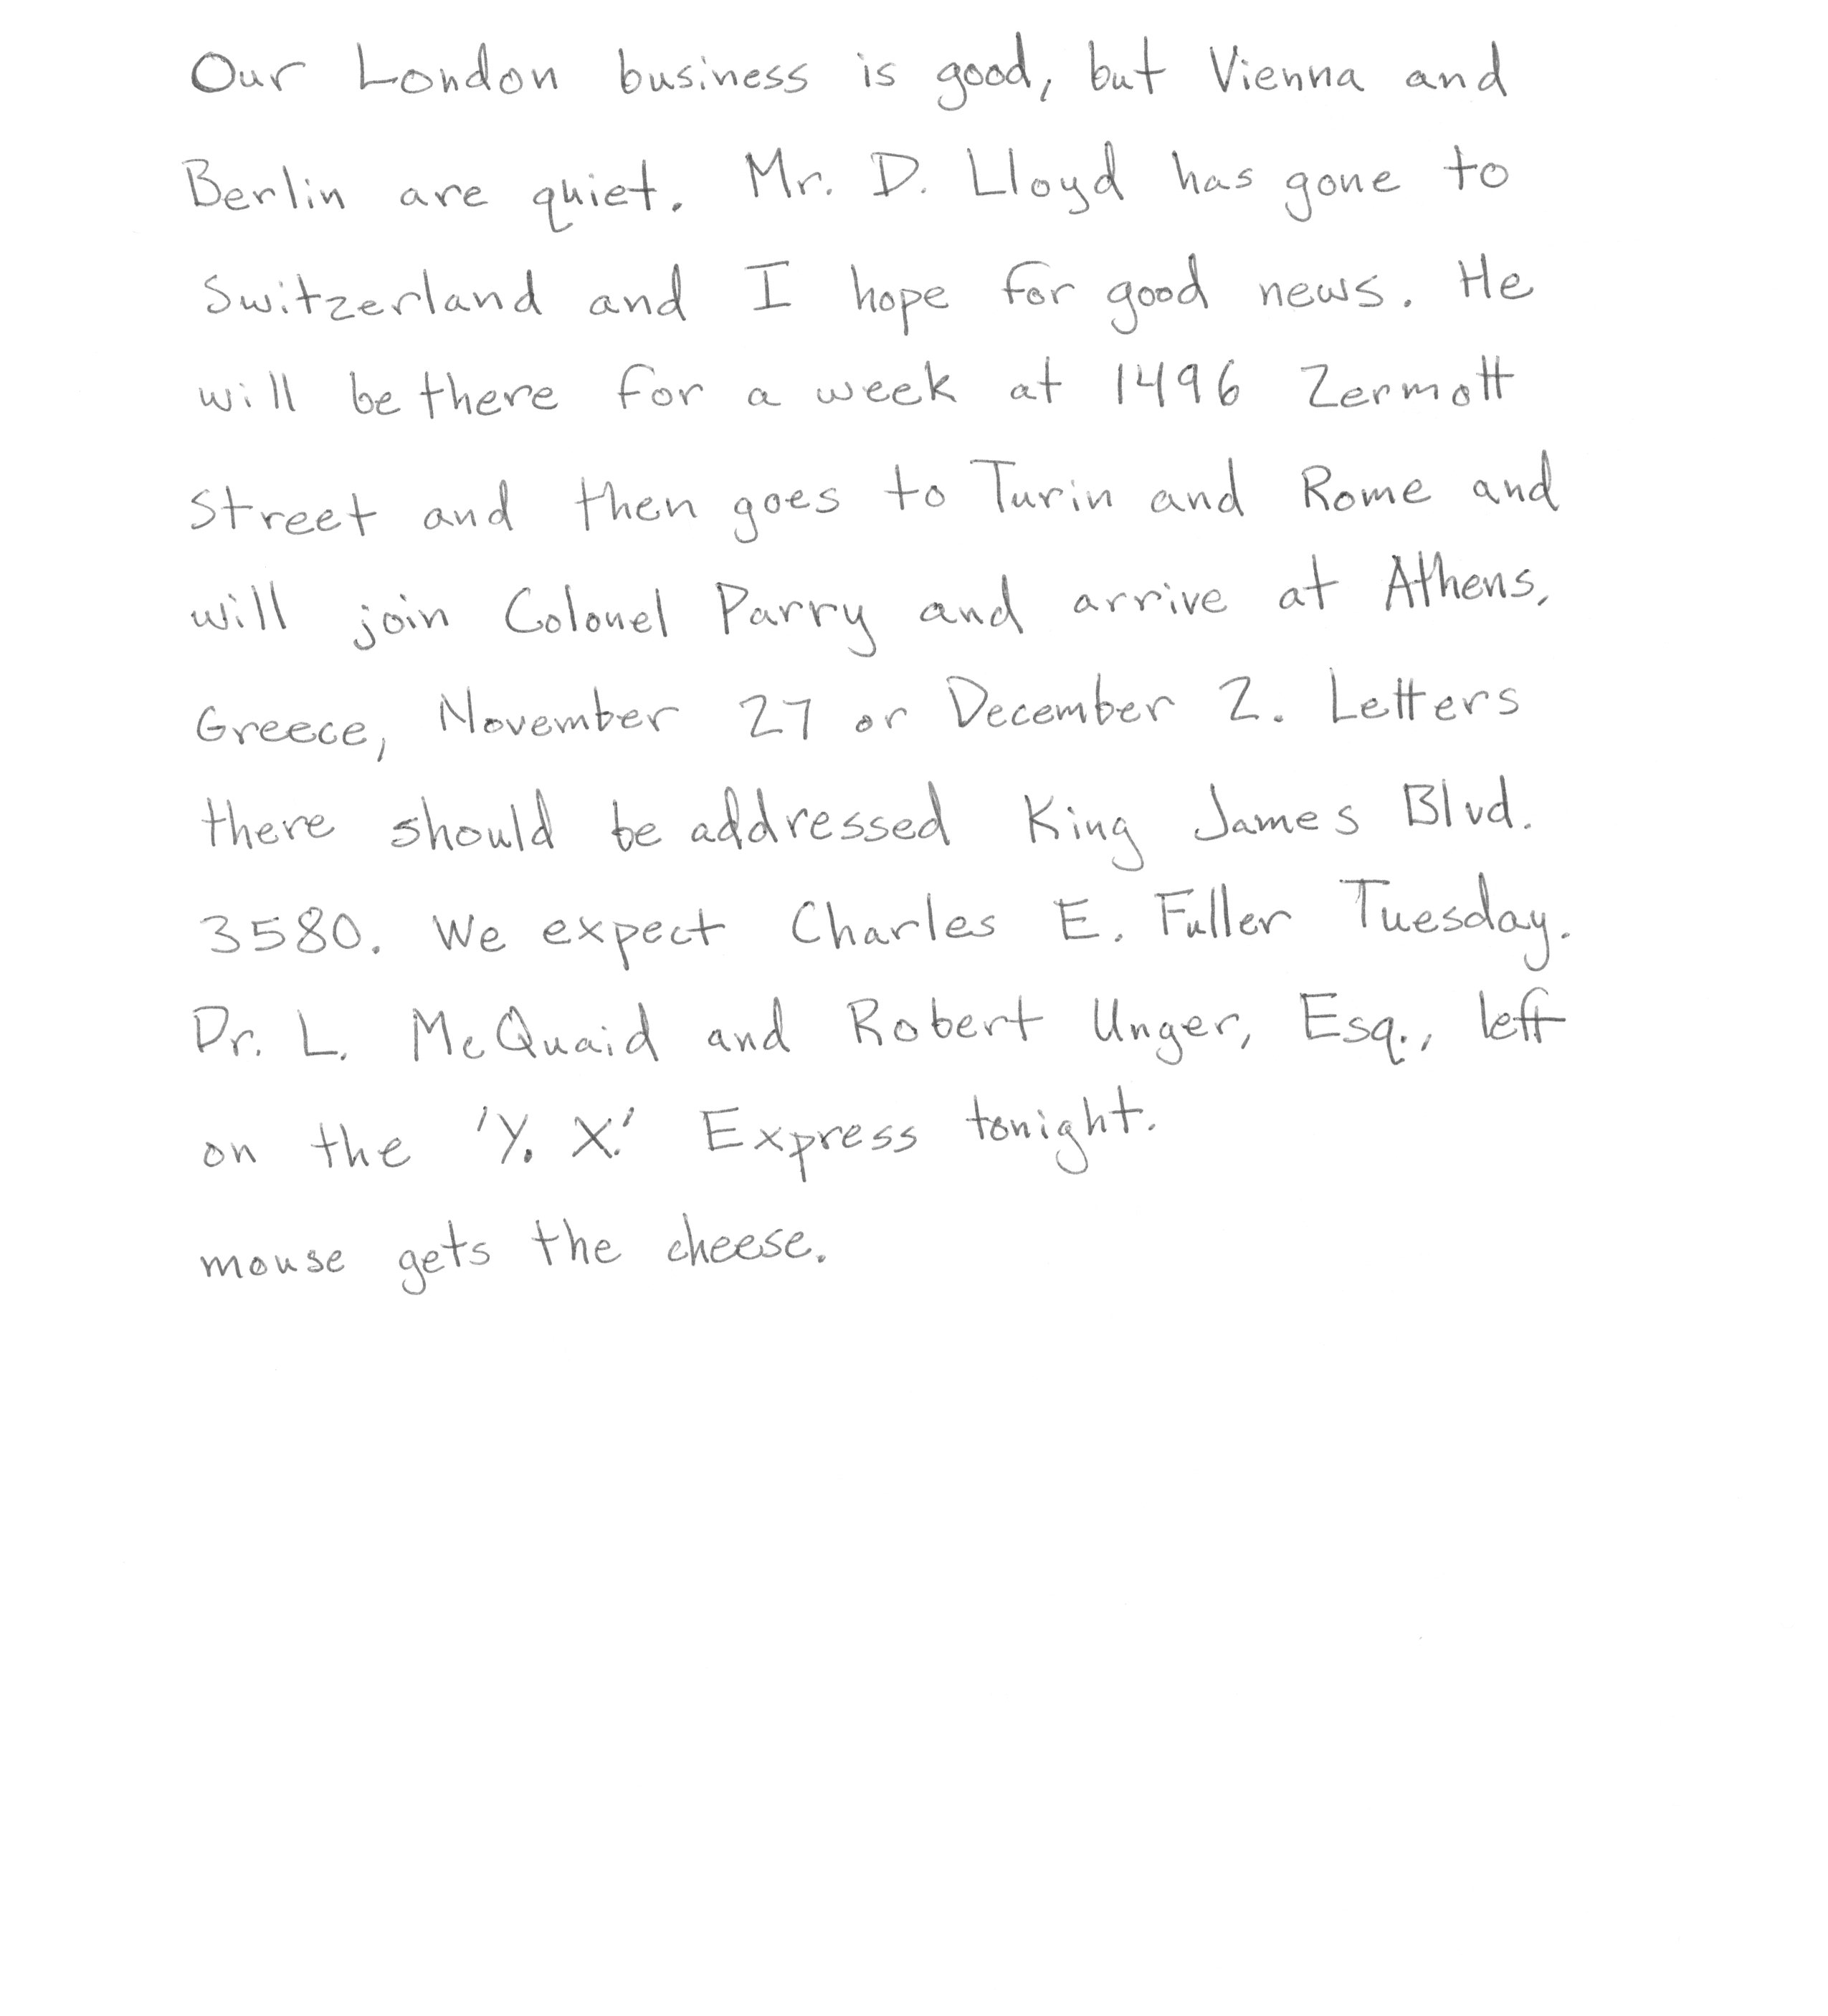 Our London business is good, but Vienna and
Berlin are quiet. Mr. D. Lloyd has gone to
Switzerland and I hope for good news. He
will be there for a week at 1496 Zermott
Street and then goes to Turin and Rome and
will join Colonel Parry and arrive at Athens,
Greece, November 27 or December 2. Letters
there should be addressed King James Blvd.
3580. We expect Charles E. Fuller Tuesday.
Dr. L. McQuaid and Robert Unger, Esq., left
on the 'Y. X.' Express tonight.
mouse gets the cheese.